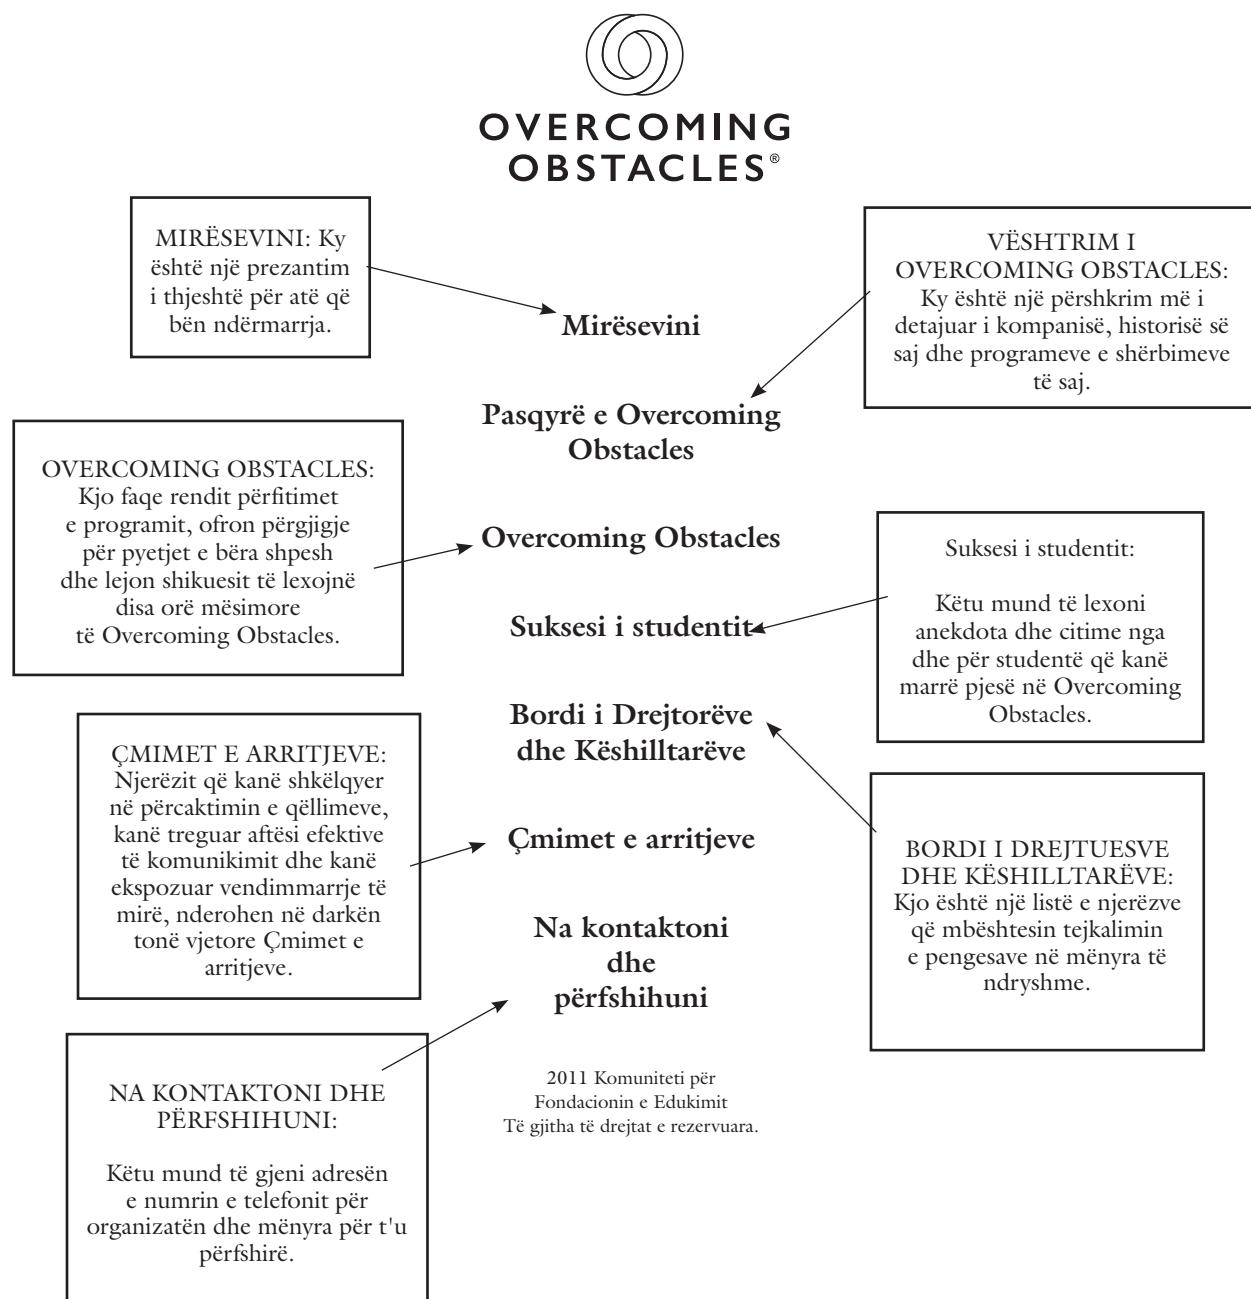 OVERCOMING
OBSTACLES®
MIRËSEVINI: Ky
është një prezantim
i thjeshtë për atë që
bën ndërmarrja.
VËSHTRIM I
OVERCOMING OBSTACLES:
Ky është një përshkrim më i
detajuar i kompanisë, historisë së
saj dhe programeve e shërbimeve
të saj.
Mirësevini
Pasqyrë e Overcoming
Obstacles
OVERCOMING OBSTACLES:
Kjo faqe rendit përfitimet
e programit, ofron përgjigje
për pyetjet e bëra shpesh
dhe lejon shikuesit të lexojnë
disa orë mësimore
të Overcoming Obstacles.
Overcoming Obstacles
Suksesi i studentit:
Këtu mund të lexoni
anekdota dhe citime nga
dhe për studentë që kanë
marrë pjesë në Overcoming
Obstacles.
Suksesi i studentit
Bordi i Drejtorëve
dhe Këshilltarëve
ÇMIMET E ARRITJEVE:
Njerëzit që kanë shkëlqyer
në përcaktimin e qëllimeve,
kanë treguar aftësi efektive
të komunikimit dhe kanë
ekspozuar vendimmarrje të
mirë, nderohen në darkën
tonë vjetore Çmimet e
arritjeve.
Çmimet e arritjeve
BORDI I DREJTUESVE
DHE KËSHILLTARËVE:
Kjo është një listë e njerëzve
që mbështesin tejkalimin
e pengesave në mënyra të
ndryshme.
Na kontaktoni
dhe
përfshihuni
NA KONTAKTONI DHE
PËRFSHIHUNI:
Këtu mund të gjeni adresën
e numrin e telefonit për
organizatën dhe mënyra për t'u
përfshirë.
2011 Komuniteti për
Fondacionin e Edukimit
Të gjitha të drejtat e rezervuara.